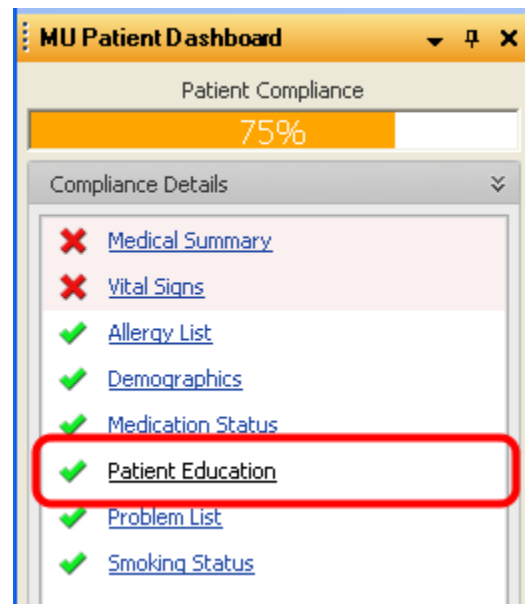 MU Patient Dashboard
Patient Compliance
75%
Compliance Details
Medical Summary
Vital Signs
Allergy List
Demographics
Medication Status
Patient Education
Problem List
Smoking Status